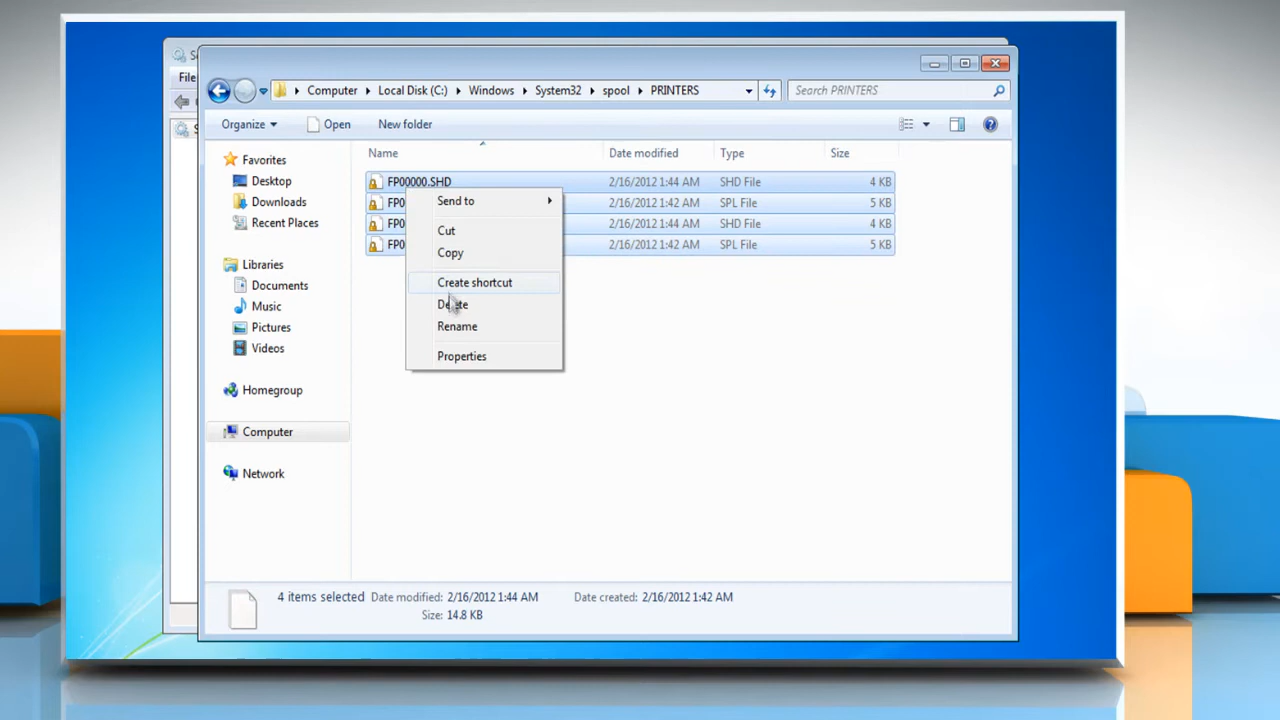 S
File
Computer Local Disk (C:) Windows System32 spool PRINTERS
Search PRINTERS
Organize Open New folder
Name Date modified Type Size
Favorites
Desktop
Downloads
Recent Places
Libraries
Documents
Music
Pictures
Videos
Homegroup
Computer
Network
FP00000.SHD 2/16/2012 1:44 AM SHD File 4 KB
FP0 2/16/2012 1:42 AM SPL File 5 KB
FP0 2/16/2012 1:44 AM SHD File 4 KB
FP0 2/16/2012 1:42 AM SPL File 5 KB
Send to
Cut
Copy
Create shortcut
Delete
Rename
Properties
4 items selected Date modified: 2/16/2012 1:44 AM Date created: 2/16/2012 1:42 AM
Size: 14.8 KB